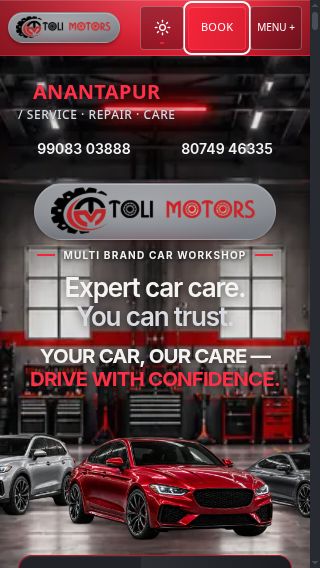 TOLI MOTORS
BOOK
MENU +
ANANTAPUR
/ SERVICE · REPAIR · CARE
99083 03888
80749 46335
TOLI MOTORS
MULTI BRAND CAR WORKSHOP
Expert car care.
You can trust.
YOUR CAR, OUR CARE —
DRIVE WITH CONFIDENCE.